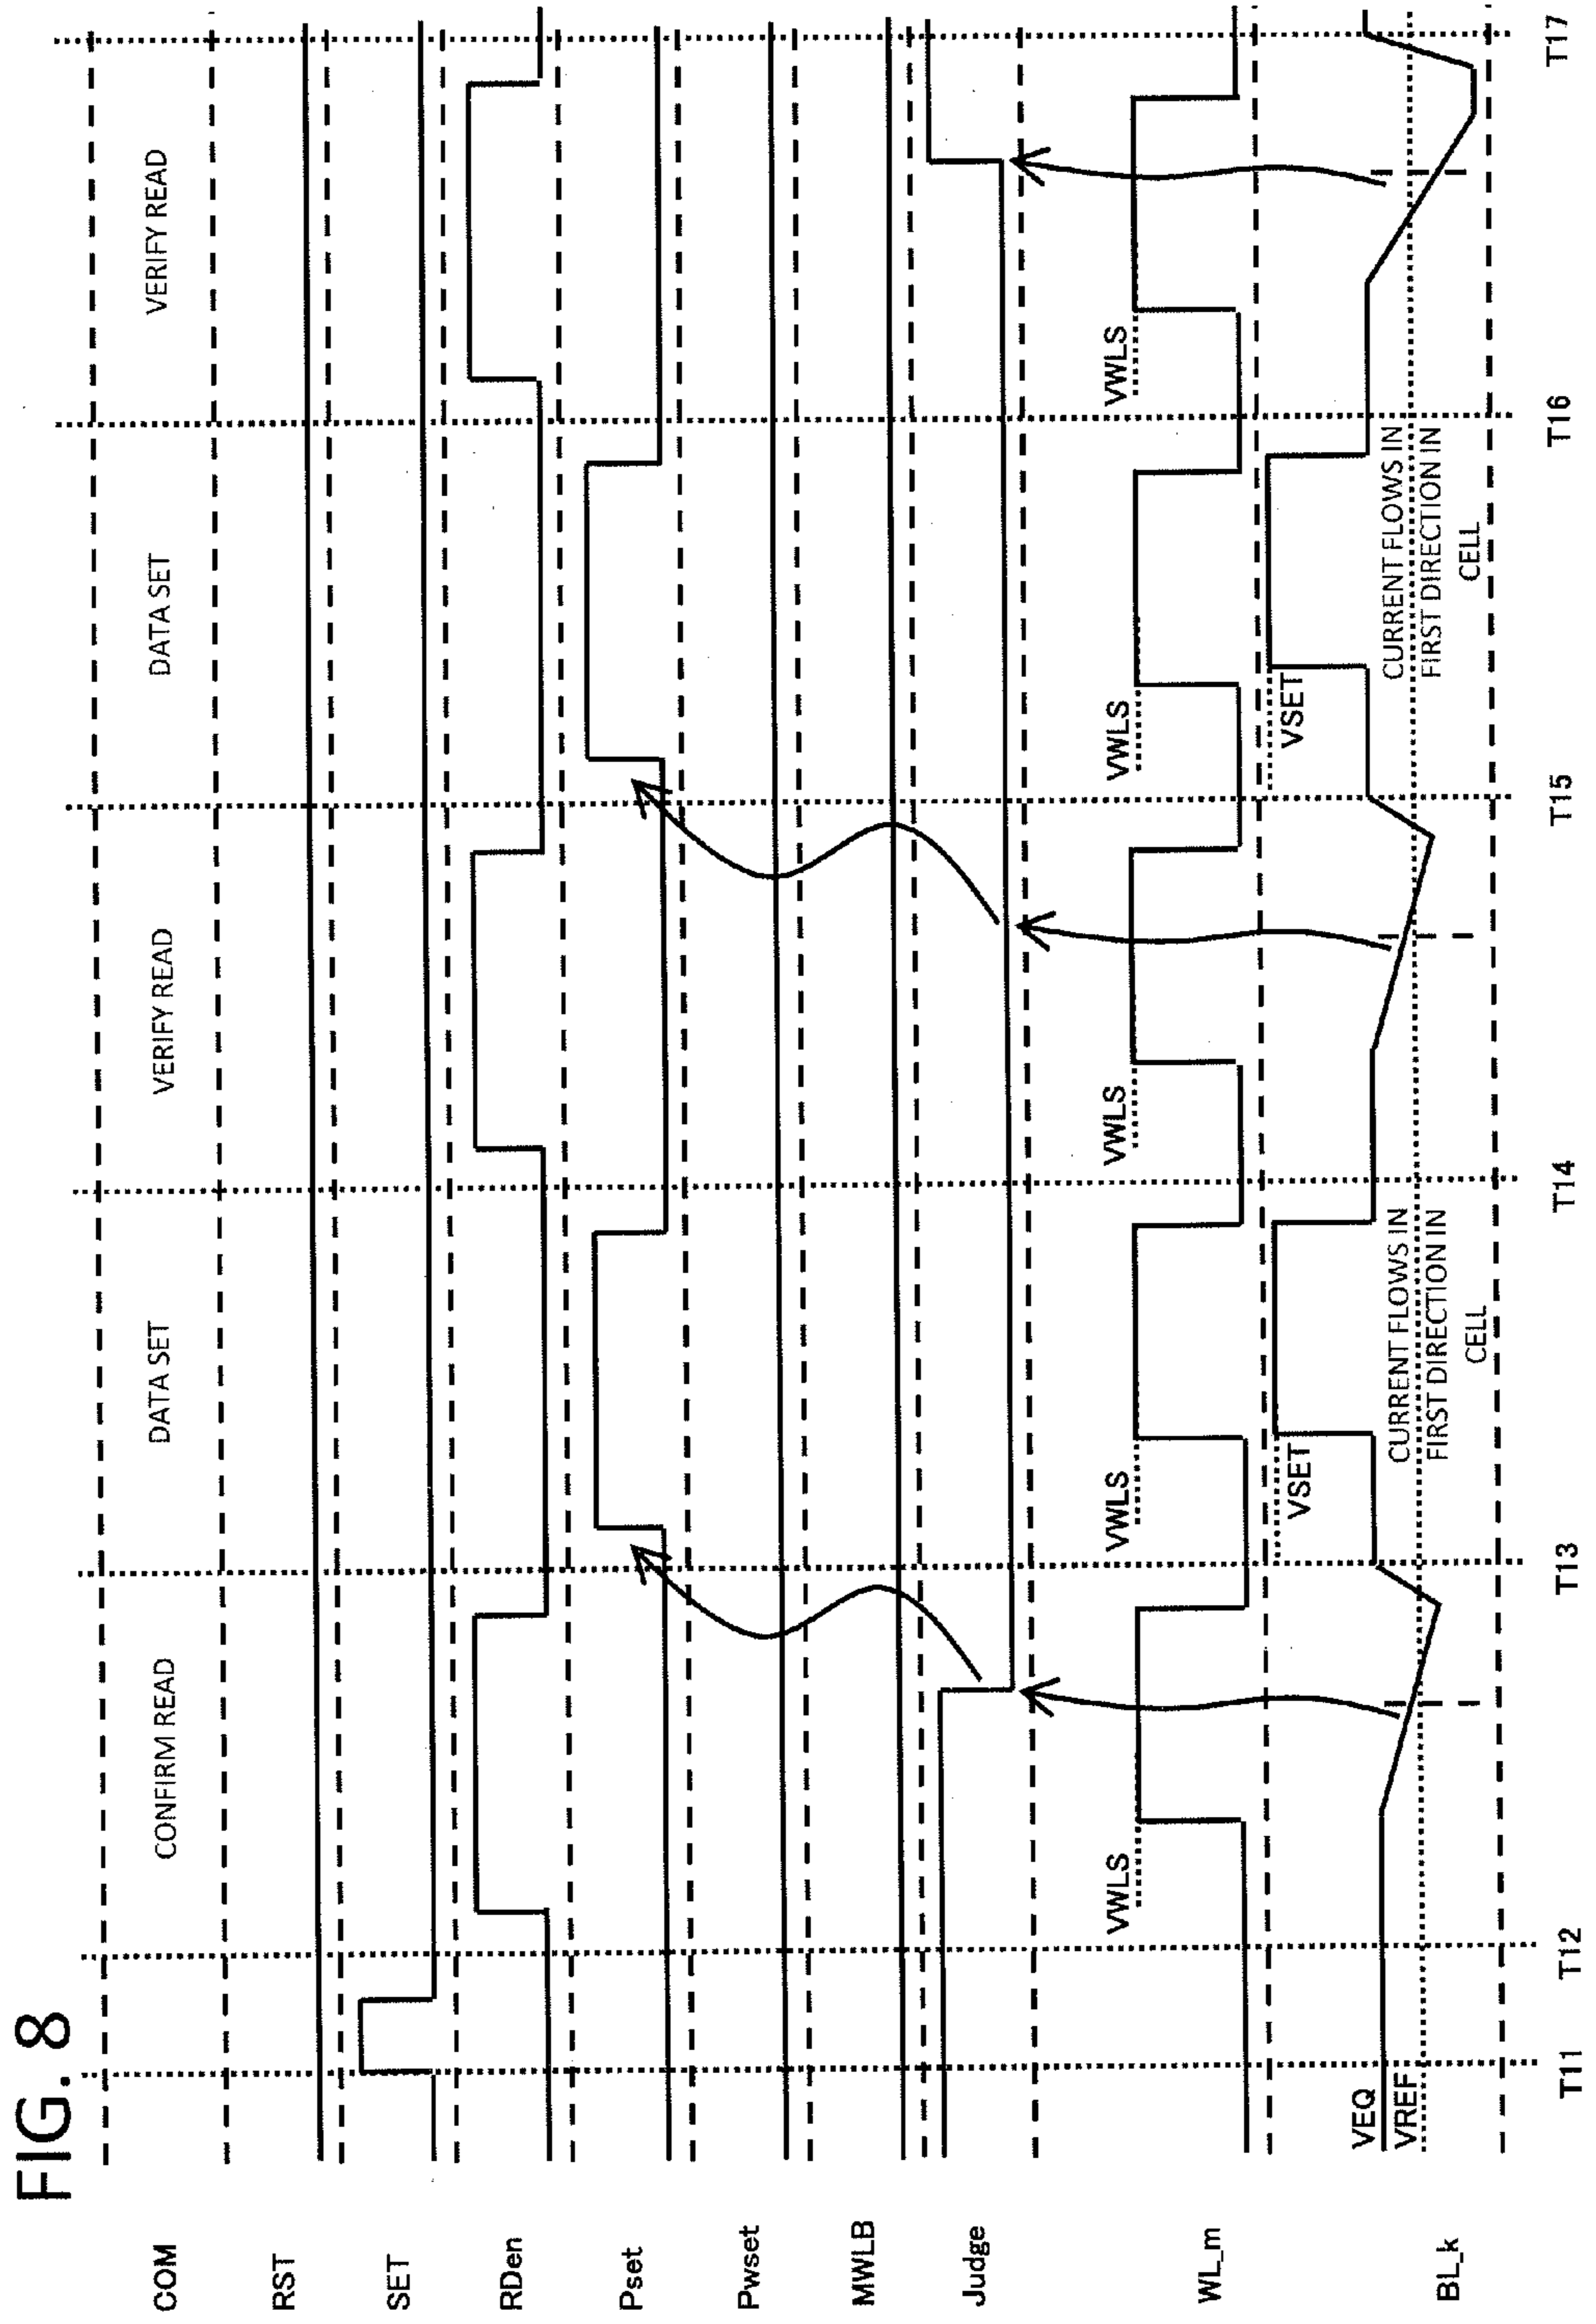 FIG. 8
COM
CONFIRM READ
DATA SET
VERIFY READ
DATA SET
VERIFY READ
RST
SET
RDen
Pset
Pwset
MWLB
Judge
WL_m
VWLS
VWLS
VWLS
VWLS
VWLS
BL_k
VEQ
VREF
VSET
CURRENT FLOWS IN
FIRST DIRECTION IN
CELL
VSET
CURRENT FLOWS IN
FIRST DIRECTION IN
CELL
T11
T12
T13
T14
T15
T16
T17